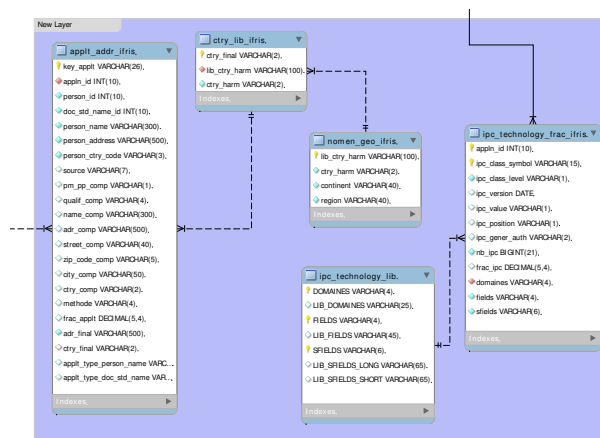 New Layer
applt_addr_ifris,
key_applt VARCHAR(26),
appln_id INT(10),
person_id INT(10),
doc_std_name_id INT(10),
person_name VARCHAR(300).
person_address VARCHAR(500),
person_ctry_code VARCHAR(3),
source VARCHAR(7),
pm_pp_comp VARCHAR(1),
qualif_comp VARCHAR(4),
name_comp VARCHAR(300),
adr_comp VARCHAR(500),
street_comp VARCHAR(40),
zip_code_comp VARCHAR(5),
city_comp VARCHAR(50).
ctry_comp VARCHAR(2).
methode VARCHAR(4),
frac_applt DECIMAL(5,4),
adr_final VARCHAR(500),
ctry_final VARCHAR(2),
applt_type_person_name VARC...
applt_type_doc_std_name VAR...
Indexes,
ctry_lib_ifris,
ctry_final VARCHAR(2),
lib_ctry_harm VARCHAR(100).
ctry_harm VARCHAR(2),
Indexes,
nomen_geo_ifris,
lib_ctry_harm VARCHAR(100).
ctry_harm VARCHAR(2).
continent VARCHAR(40),
region VARCHAR(40),
Indexes,
ipc_technology_lib.
DOMAINES VARCHAR(4).
LIB_DOMAINES VARCHAR(25),
FIELDS VARCHAR(4),
LIB_FIELDS VARCHAR(45),
SFIELDS VARCHAR(6),
LIB_SFIELDS_LONG VARCHAR(65).
LIB_SFIELDS_SHORT VARCHAR(65),
Indexes,
ipc_technology_frac_ifris.
appln_id INT(10),
ipc_class_symbol VARCHAR(15),
ipc_class_level VARCHAR(1),
ipc_version DATE,
ipc_value VARCHAR(1).
ipc_position VARCHAR(1).
ipc_gener_auth VARCHAR(2),
nb_ipc BIGINT(21),
frac_ipc DECIMAL(5,4),
domaines VARCHAR(4),
fields VARCHAR(4).
sfields VARCHAR(6),
Indexes,